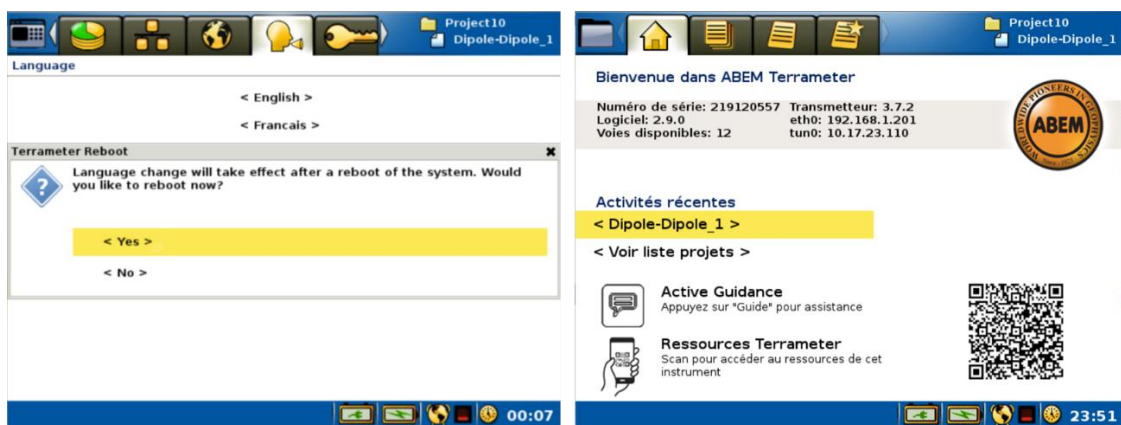 Project10
Dipole-Dipole_1
Language
< English >
< Francais >
Terrameter Reboot
Language change will take effect after a reboot of the system. Would
you like to reboot now?
< Yes >
< No >
00:07
Project10
Dipole-Dipole_1
Bienvenue dans ABEM Terrameter
Numéro de série: 219120557 Transmetteur: 3.7.2
Logiciel: 2.9.0 eth0: 192.168.1.201
Voies disponibles: 12 tun0: 10.17.23.110
WORLDWIDE PIONEERS IN GEOPHYSICS
ABEM
Activités récentes
< Dipole-Dipole_1 >
< Voir liste projets >
Active Guidance
Appuyez sur "Guide" pour assistance
Ressources Terrameter
Scan pour accéder au ressources de cet
instrument
23:51